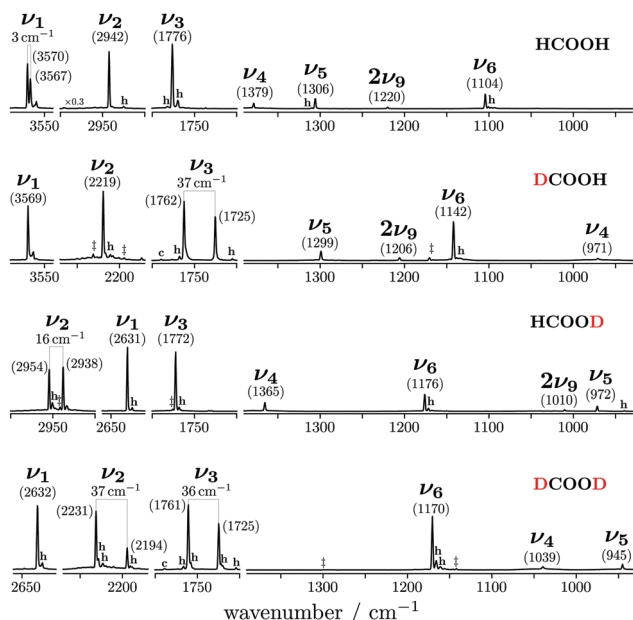 ν₁ ν₂ ν₃
3 cm⁻¹ (2942) (1776) HCOOH
(3570) ν₆
(3567) ν₄ ν₅ 2ν₉ (1104)
(1379) (1306) (1220)
×0.3 h h h h h
3550 2950 1750 1300 1200 1100 1000
ν₂ ν₃ DCOOH
ν₁ (2219) 37 cm⁻¹ ν₆
(3569) (1762) (1725) (1142)
ν₅ 2ν₉ ν₄
(1299) (1206) (971)
‡ h ‡ c h h ‡ h
3550 2200 1750 1300 1200 1100 1000
ν₂ ν₁ ν₃ HCOOD
16 cm⁻¹ (2631) (1772)
(2954) (2938) ν₄ ν₆ 2ν₉ ν₅
(1365) (1176) (1010) (972)
h ‡ h ‡ h h h
2950 2650 1750 1300 1200 1100 1000
DCOOD
ν₁ ν₂ ν₃ ν₆
(2632) 37 cm⁻¹ 36 cm⁻¹ (1170)
(2231) (1761) (1725)
(2194) ν₄ ν₅
(1039) (945)
h h h h c h h h h ‡ h h ‡
2650 2200 1750 1300 1200 1100 1000
wavenumber / cm⁻¹